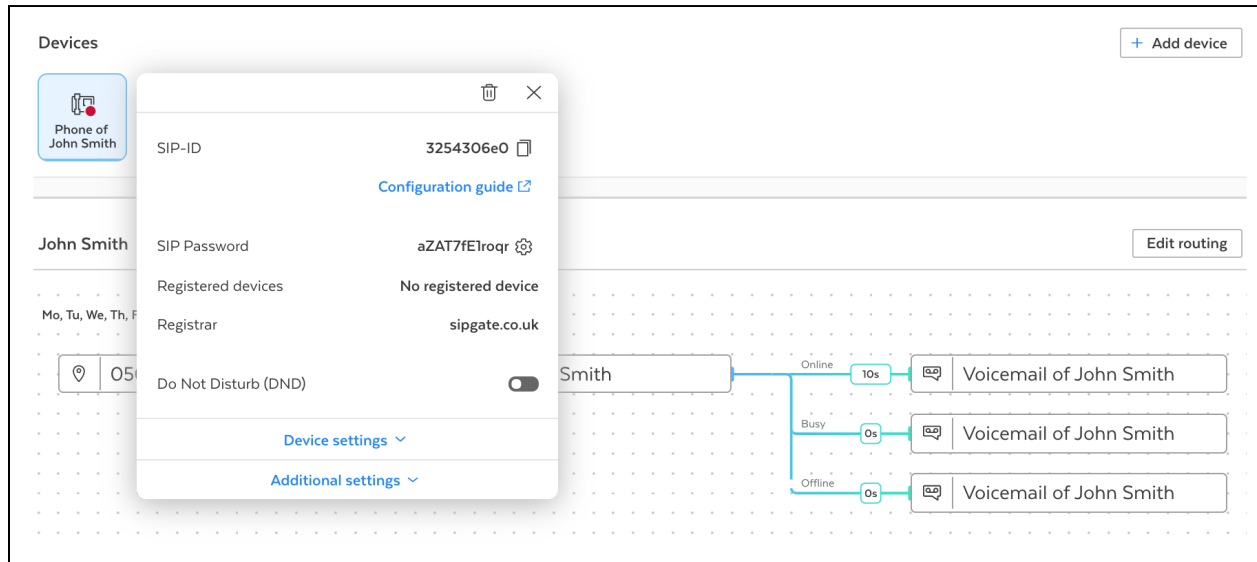 Devices
+ Add device
Phone of
John Smith
SIP-ID 3254306e0
Configuration guide
John Smith
SIP Password aZAT7fE1roqr
Edit routing
Registered devices No registered device
Mo, Tu, We, Th,
Registrar sipgate.co.uk
Do Not Disturb (DND)
Smith
Online
10s
Voicemail of John Smith
Busy
0s
Voicemail of John Smith
Device settings
Additional settings
Offline
0s
Voicemail of John Smith